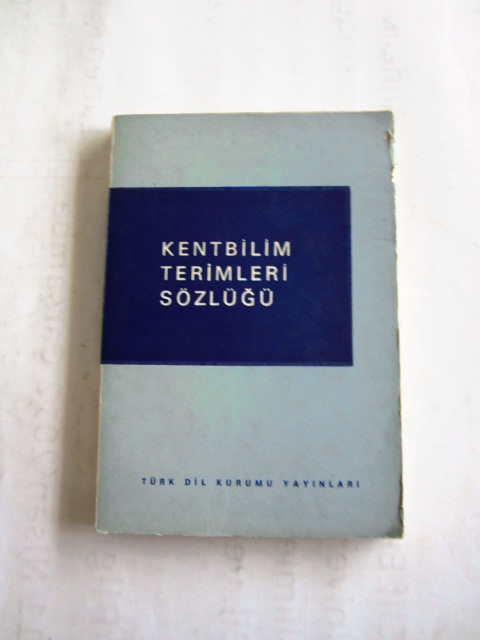 KENTBİLİM
TERİMLERİ
SÖZLÜĞÜ
TÜRK DİL KURUMU YAYINLARI